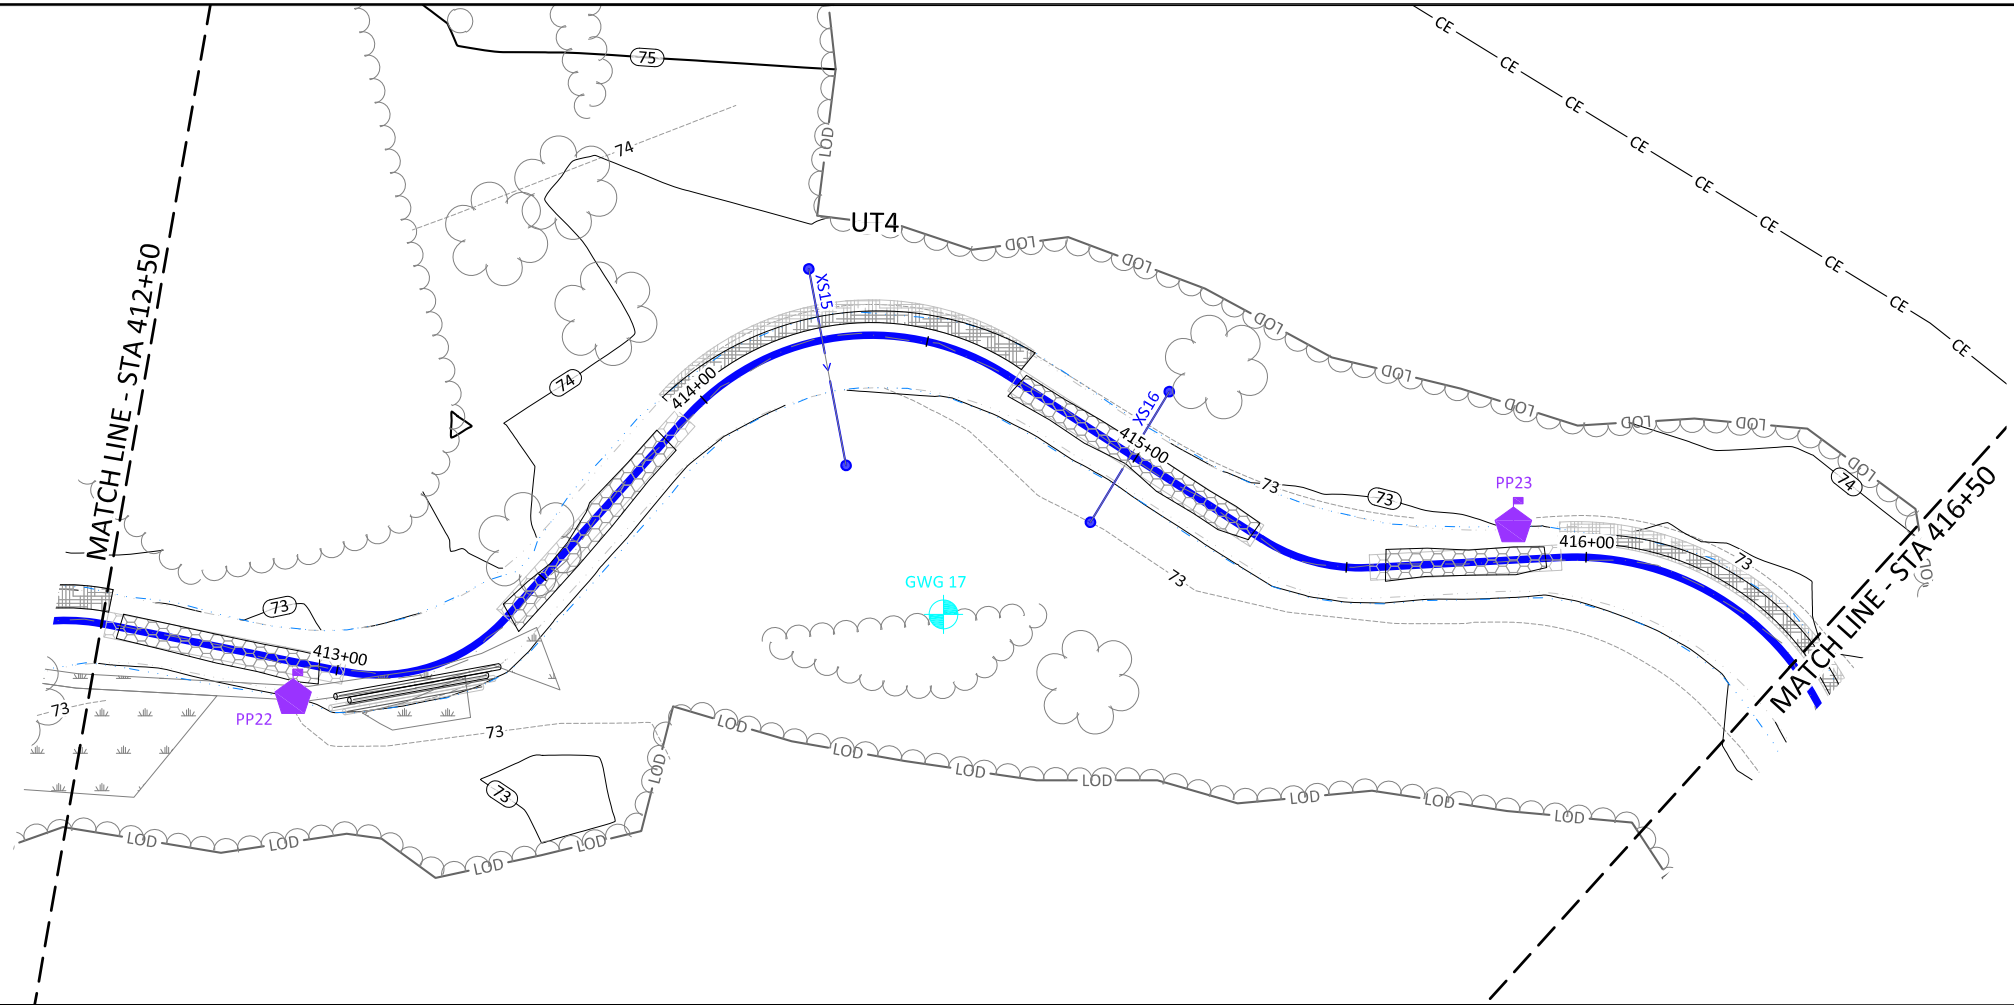 CE
CE
CE
CE
CE
CE
CE
CE
CE
75
74
LOD
UT4
LOD
LOD
LOD
LOD
LOD
LOD
LOD
LOD
LOD
MATCH LINE - STA 412+50
XS15
74
414+00
XS16
415+00
73
73
PP23
74
416+00
73
MATCH LINE - STA 416+50
GWG 17
73
73
413+00
PP22
73
73
73
LOD
LOD
LOD
LOD
LOD
LOD
LOD
LOD
LOD
LOD
LOD
LOD